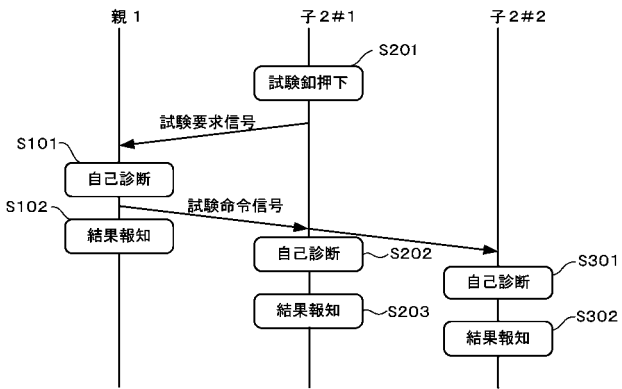 親1
子2#1
子2#2
S201
試験釦押下
試験要求信号
S101
自己診断
S102
試験命令信号
結果報知
自己診断
S202
自己診断
S301
結果報知
S203
結果報知
S302